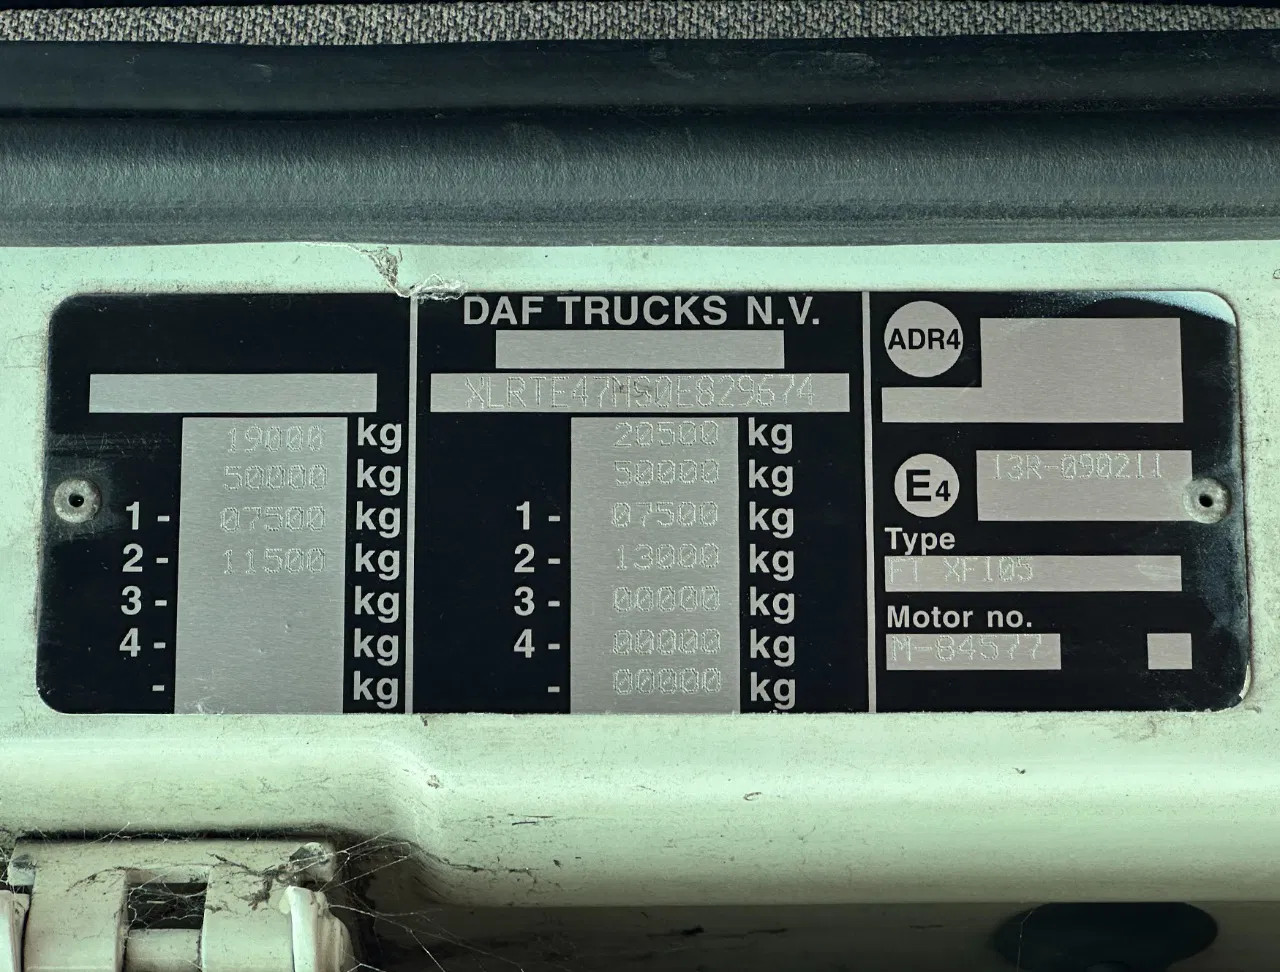 19000 kg
50000 kg
1 - 07500 kg
2 - 11500 kg
3 - kg
4 - kg
- kg
DAF TRUCKS N.V.
XLRTE47MS0E829674
20500 kg
50000 kg
1 - 07500 kg
2 - 13000 kg
3 - 00000 kg
4 - 00000 kg
- 00000 kg
ADR4
E4 13R-090211
Type
FT XF105
Motor no.
M-84577